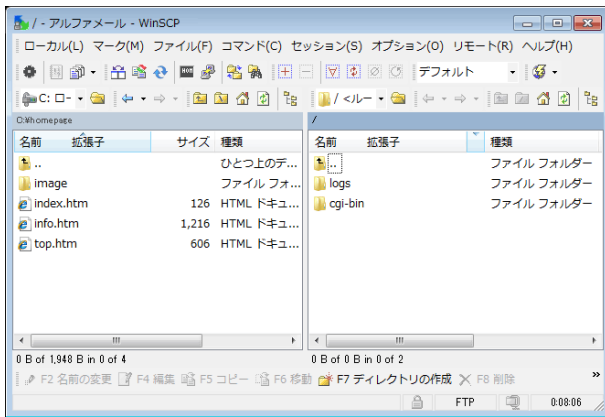 / - アルファメール - WinSCP
ローカル(L) マーク(M) ファイル(F) コマンド(C) セッション(S) オプション(O) リモート(R) ヘルプ(H)
デフォルト
C: ロ-
/ <ルー
C:¥homepage
/
名前 拡張子 サイズ 種類
名前 拡張子 種類
.. ひとつ上のデ...
.. ファイル フォルダー
image ファイル フォ...
logs ファイル フォルダー
index.htm 126 HTML ドキュ...
cgi-bin ファイル フォルダー
info.htm 1,216 HTML ドキュ...
top.htm 606 HTML ドキュ...
0 B of 1,948 B in 0 of 4
0 B of 0 B in 0 of 2
F2 名前の変更 F4 編集 F5 コピー F6 移動 F7 ディレクトリの作成 F8 削除 »
FTP 0:08:06